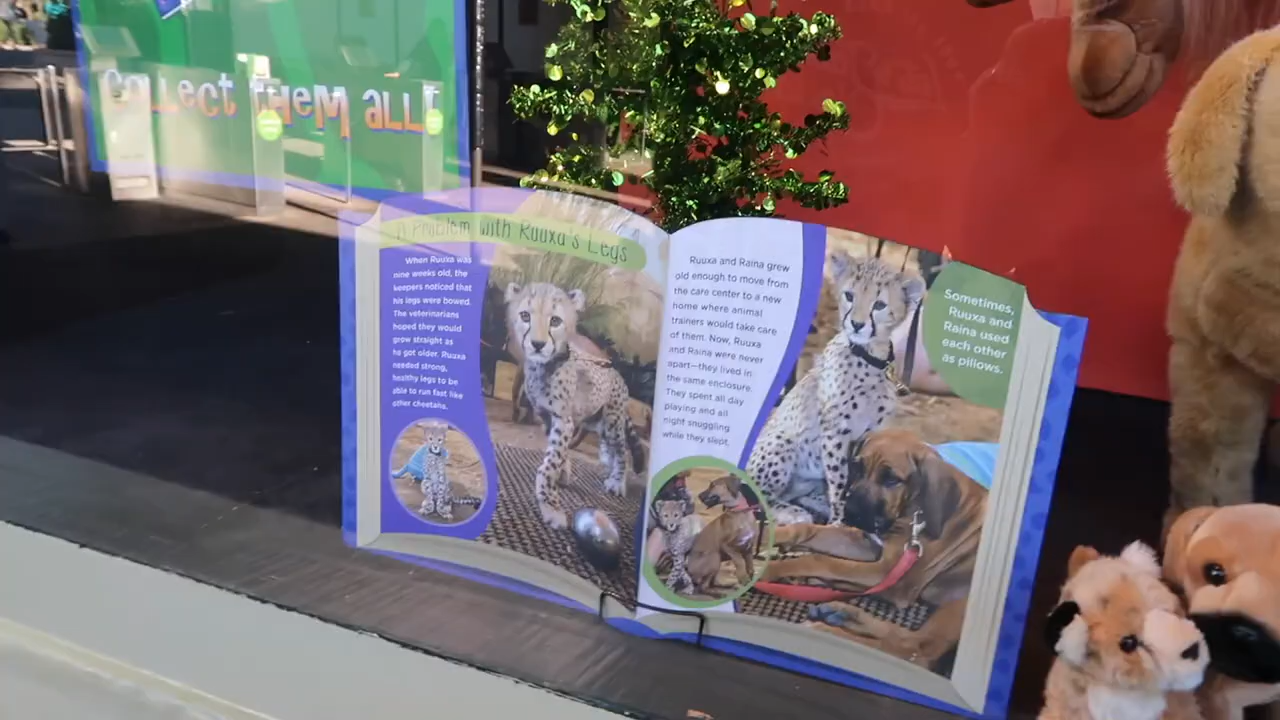 COLLECT THEM ALL!
A Problem with Ruuxa's Legs
When Ruuxa was
nine weeks old, the
keepers noticed that
his legs were bowed.
The veterinarians
hoped they would
grow straight as
he got older. Ruuxa
needed strong,
healthy legs to be
able to run fast like
other cheetahs.
Ruuxa and Raina grew
old enough to move from
the care center to a new
home where animal
trainers would take care
of them. Now, Ruuxa
and Raina were never
apart—they lived in
the same enclosure.
They spent all day
playing and all
night snuggling
while they slept.
Sometimes,
Ruuxa and
Raina used
each other
as pillows.